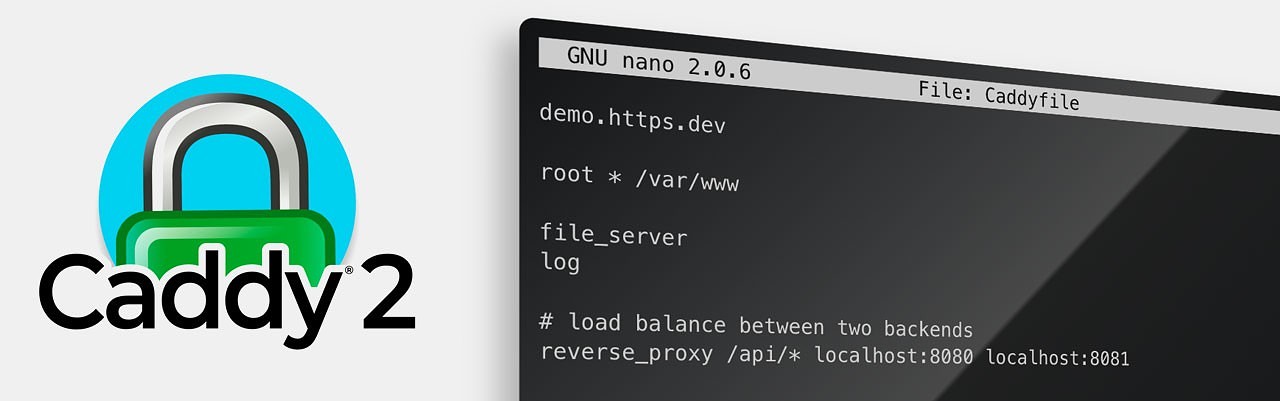 Caddy® 2
GNU nano 2.0.6 File: Caddyfile
demo.https.dev
root * /var/www
file_server
log
# load balance between two backends
reverse_proxy /api/* localhost:8080 localhost:8081